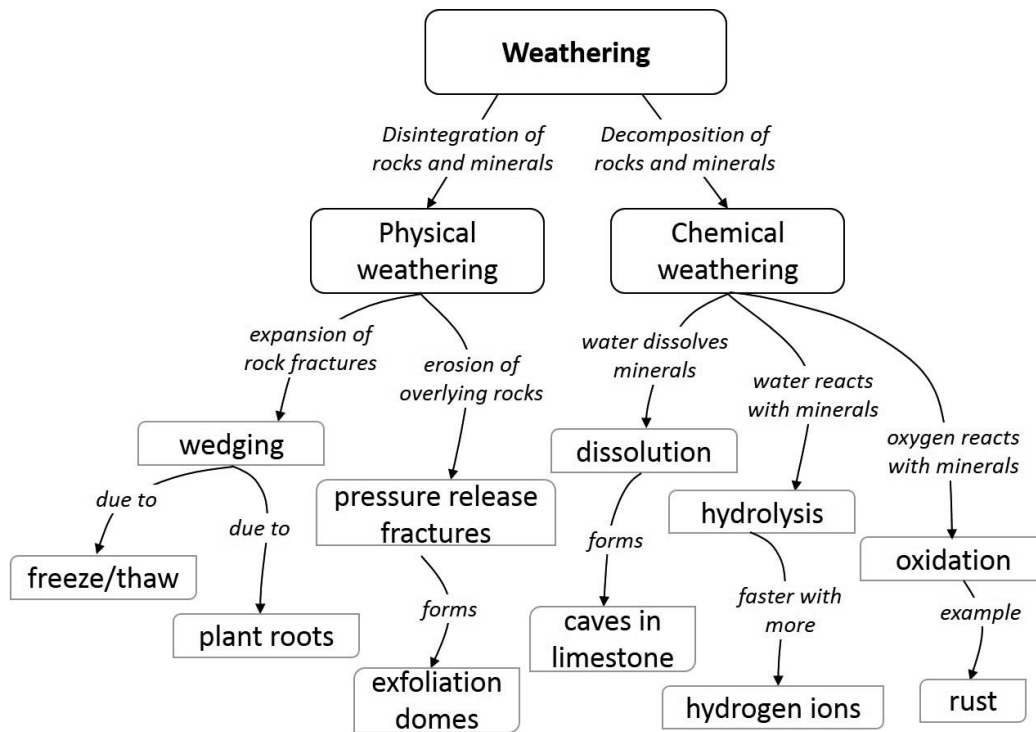 Weathering
Disintegration of
rocks and minerals
Decomposition of
rocks and minerals
Physical
weathering
Chemical
weathering
expansion of
rock fractures
erosion of
overlying rocks
water dissolves
minerals
water reacts
with minerals
oxygen reacts
with minerals
wedging
pressure release
fractures
dissolution
hydrolysis
oxidation
due to
due to
forms
forms
faster with
more
example
freeze/thaw
plant roots
exfoliation
domes
caves in
limestone
hydrogen ions
rust